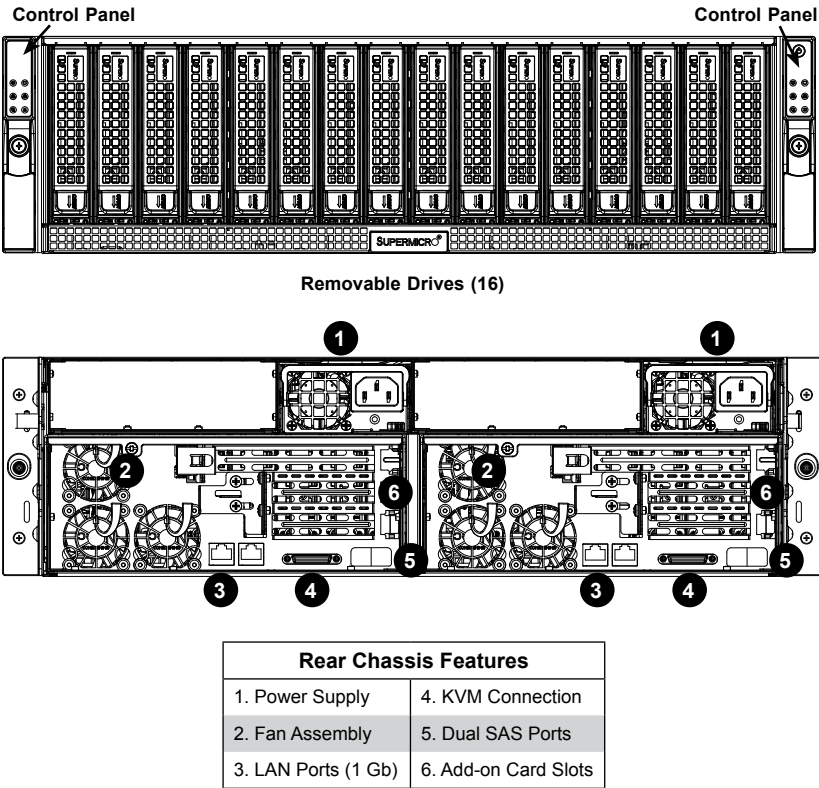 Control Panel
Control Panel
SUPERMICRO
Removable Drives (16)
1
1
2
2
6
6
5
5
3
4
3
4
Rear Chassis Features
1. Power Supply
4. KVM Connection
2. Fan Assembly
5. Dual SAS Ports
3. LAN Ports (1 Gb)
6. Add-on Card Slots